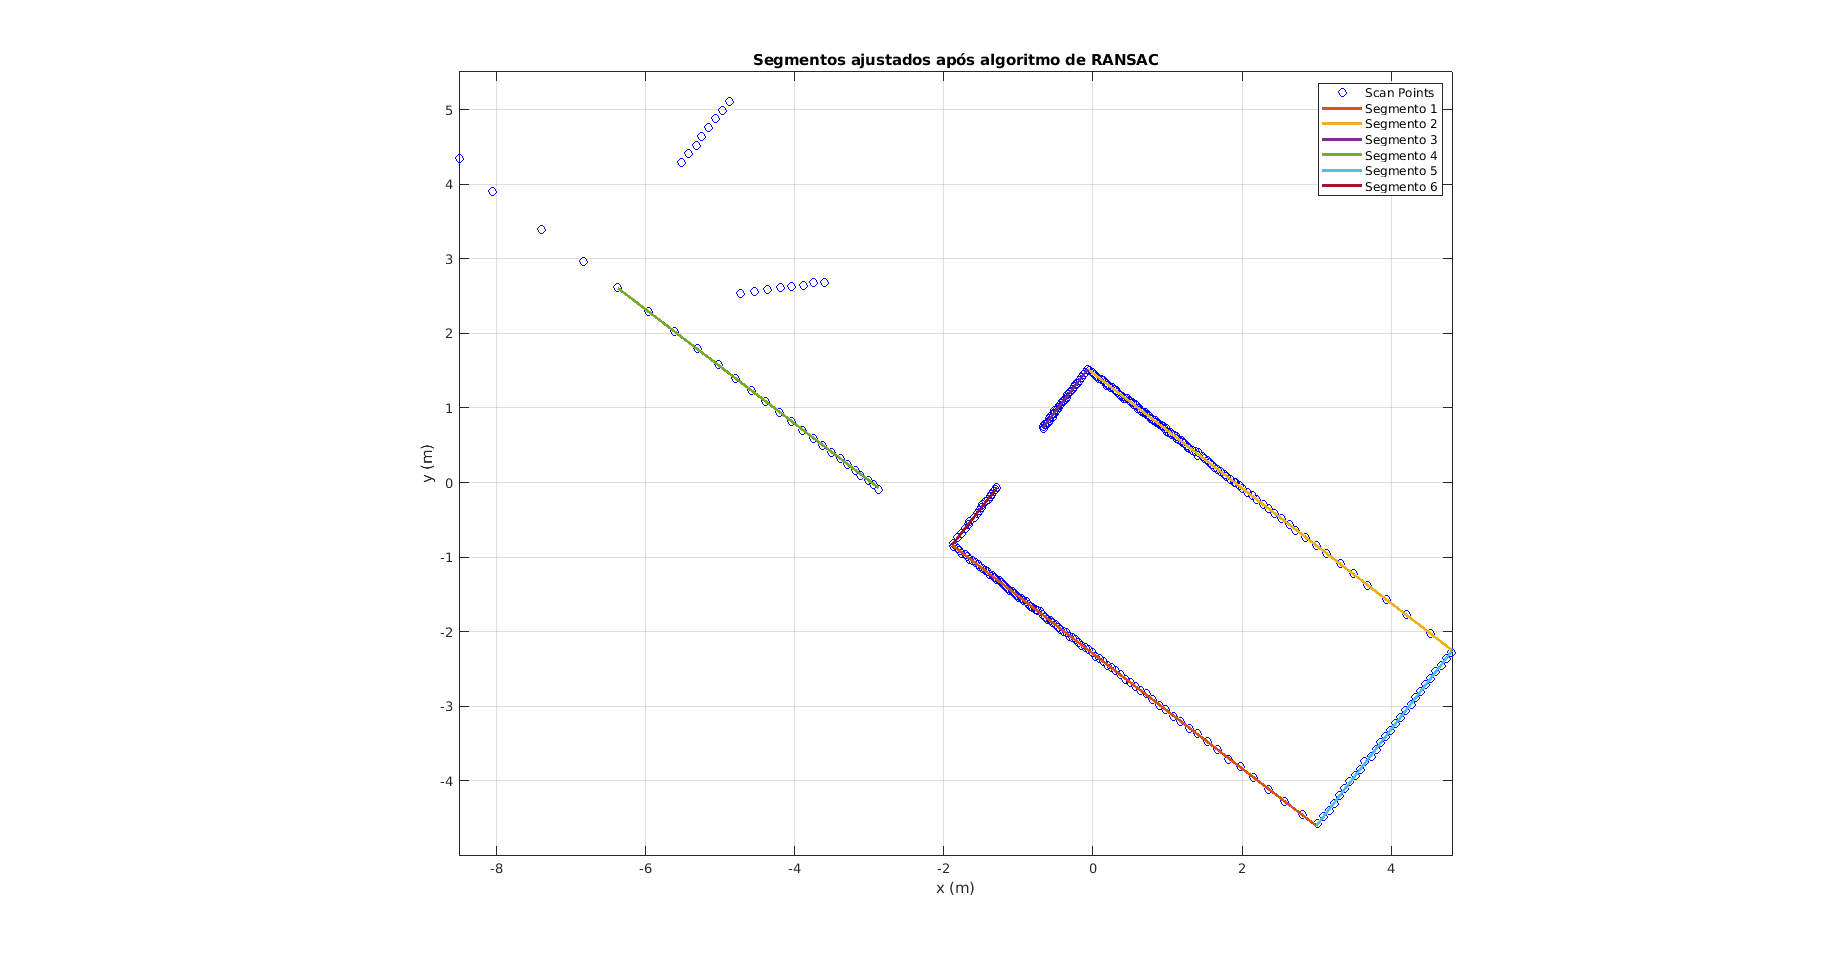 Segmentos ajustados após algoritmo de RANSAC
Scan Points
Segmento 1
Segmento 2
Segmento 3
Segmento 4
Segmento 5
Segmento 6
5
4
3
2
1
0
-1
-2
-3
-4
y (m)
-8 -6 -4 -2 0 2 4
x (m)